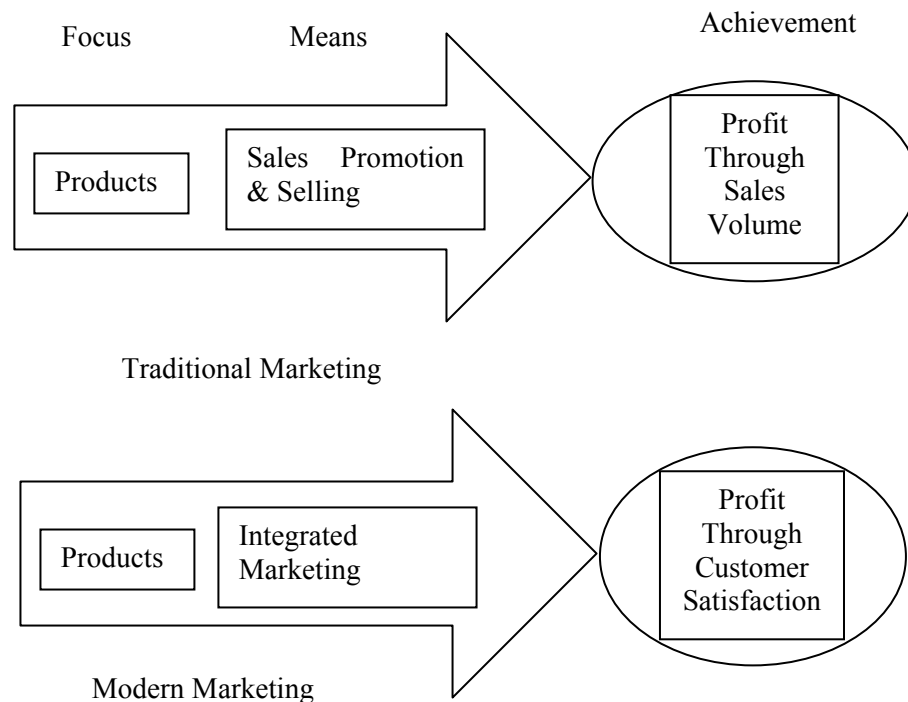 Focus
Means
Achievement
Products
Sales Promotion
& Selling
Profit
Through
Sales
Volume
Traditional Marketing
Products
Integrated
Marketing
Profit
Through
Customer
Satisfaction
Modern Marketing